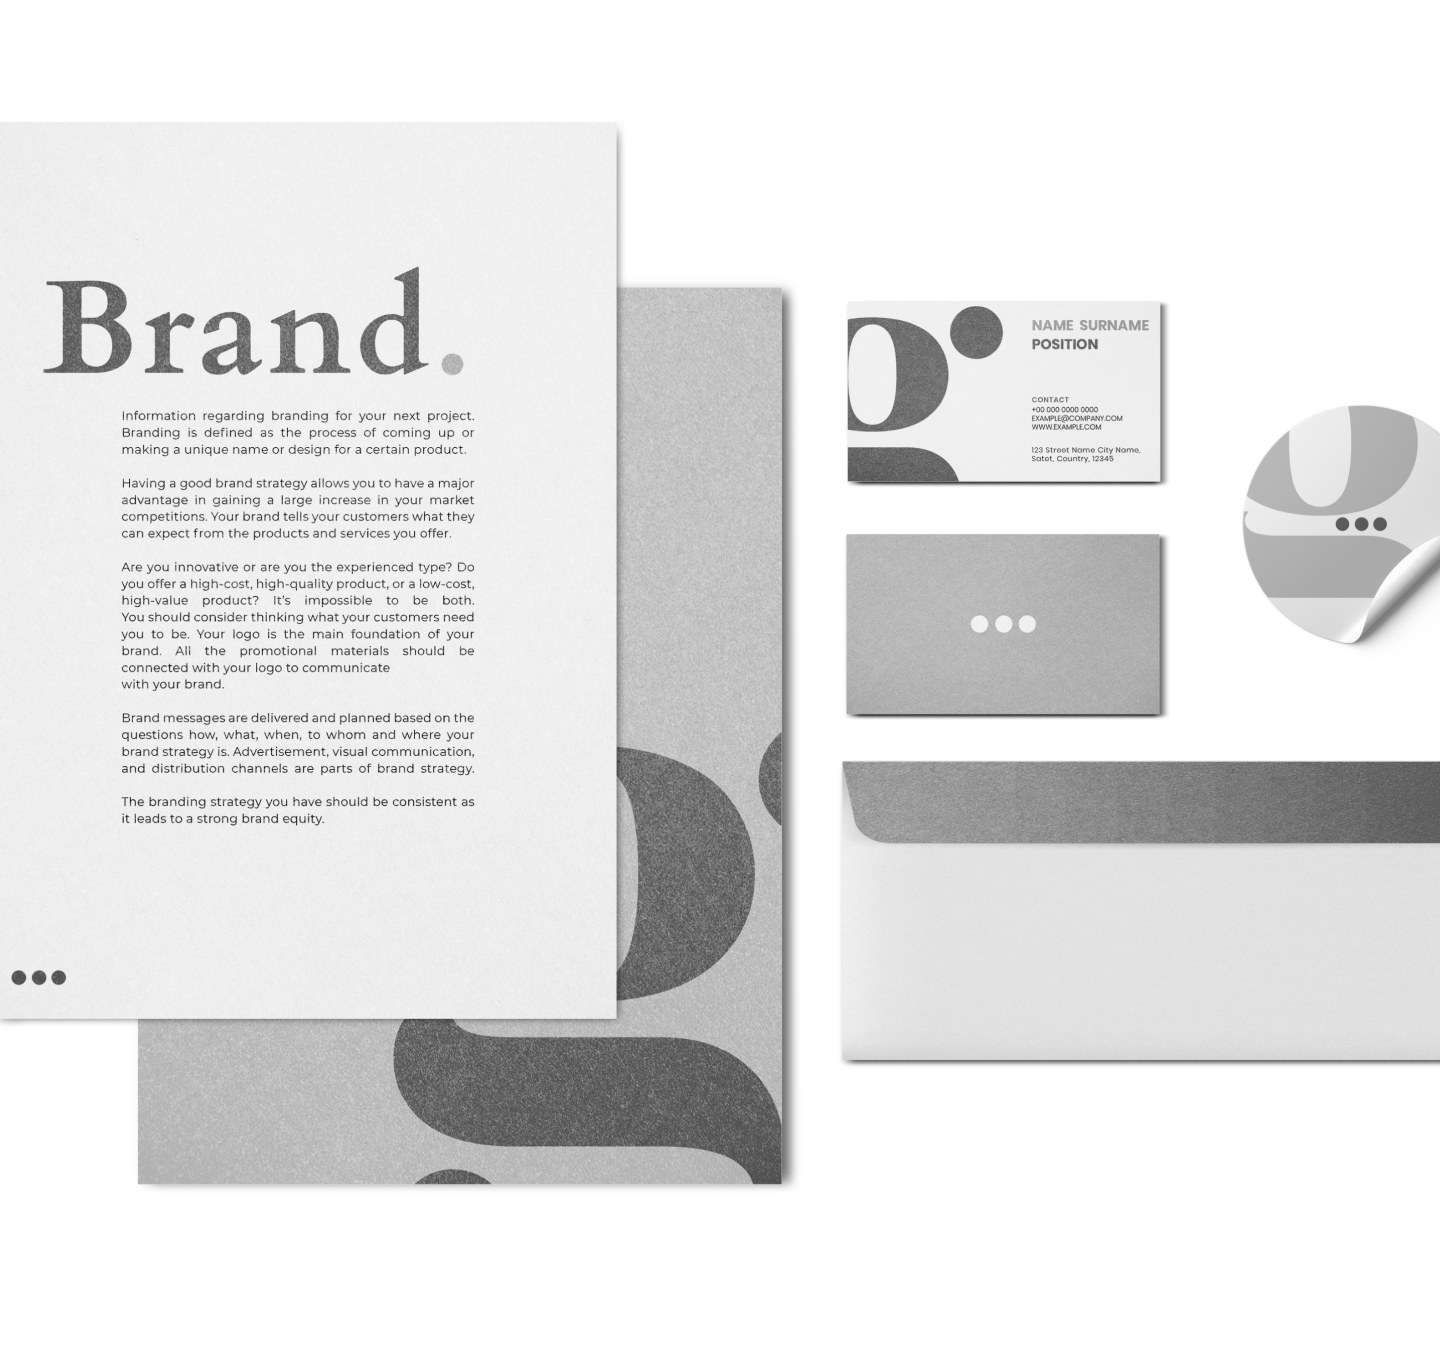 Brand.
Information regarding branding for your next project.
Branding is defined as the process of coming up or
making a unique name or design for a certain product.
Having a good brand strategy allows you to have a major
advantage in gaining a large increase in your market
competitions. Your brand tells your customers what they
can expect from the products and services you offer.
Are you innovative or are you the experienced type? Do
you offer a high-cost, high-quality product, or a low-cost,
high-value product? It’s impossible to be both.
You should consider thinking what your customers need
you to be. Your logo is the main foundation of your
brand. All the promotional materials should be
connected with your logo to communicate
with your brand.
Brand messages are delivered and planned based on the
questions how, what, when, to whom and where your
brand strategy is. Advertisement, visual communication,
and distribution channels are parts of brand strategy.
The branding strategy you have should be consistent as
it leads to a strong brand equity.
g
g
NAME SURNAME
POSITION
CONTACT
+00 000 0000 0000
EXAMPLE@COMPANY.COM
WWW.EXAMPLE.COM
123 Street Name City Name,
Satet, Country, 12345
g